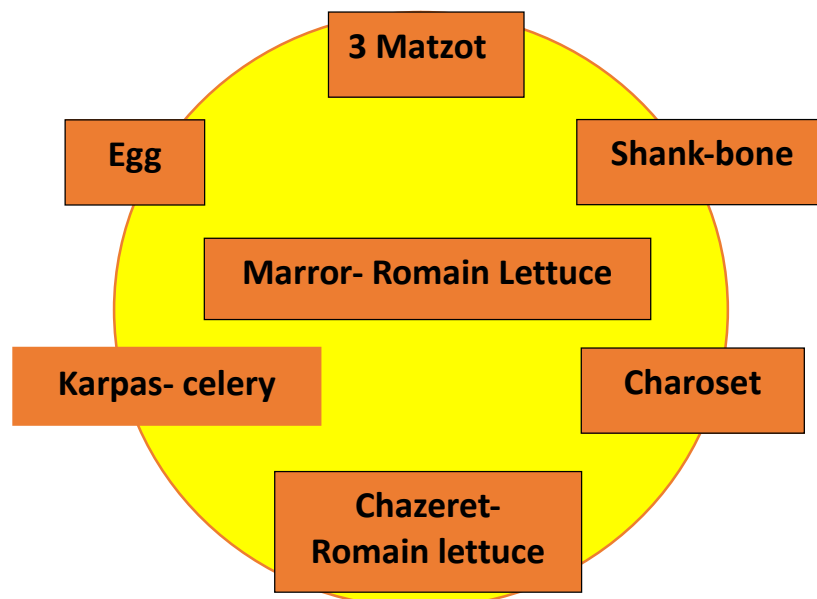 3 Matzot
Egg
Shank-bone
Marror- Romain Lettuce
Karpas- celery
Charoset
Chazeret-
Romain lettuce